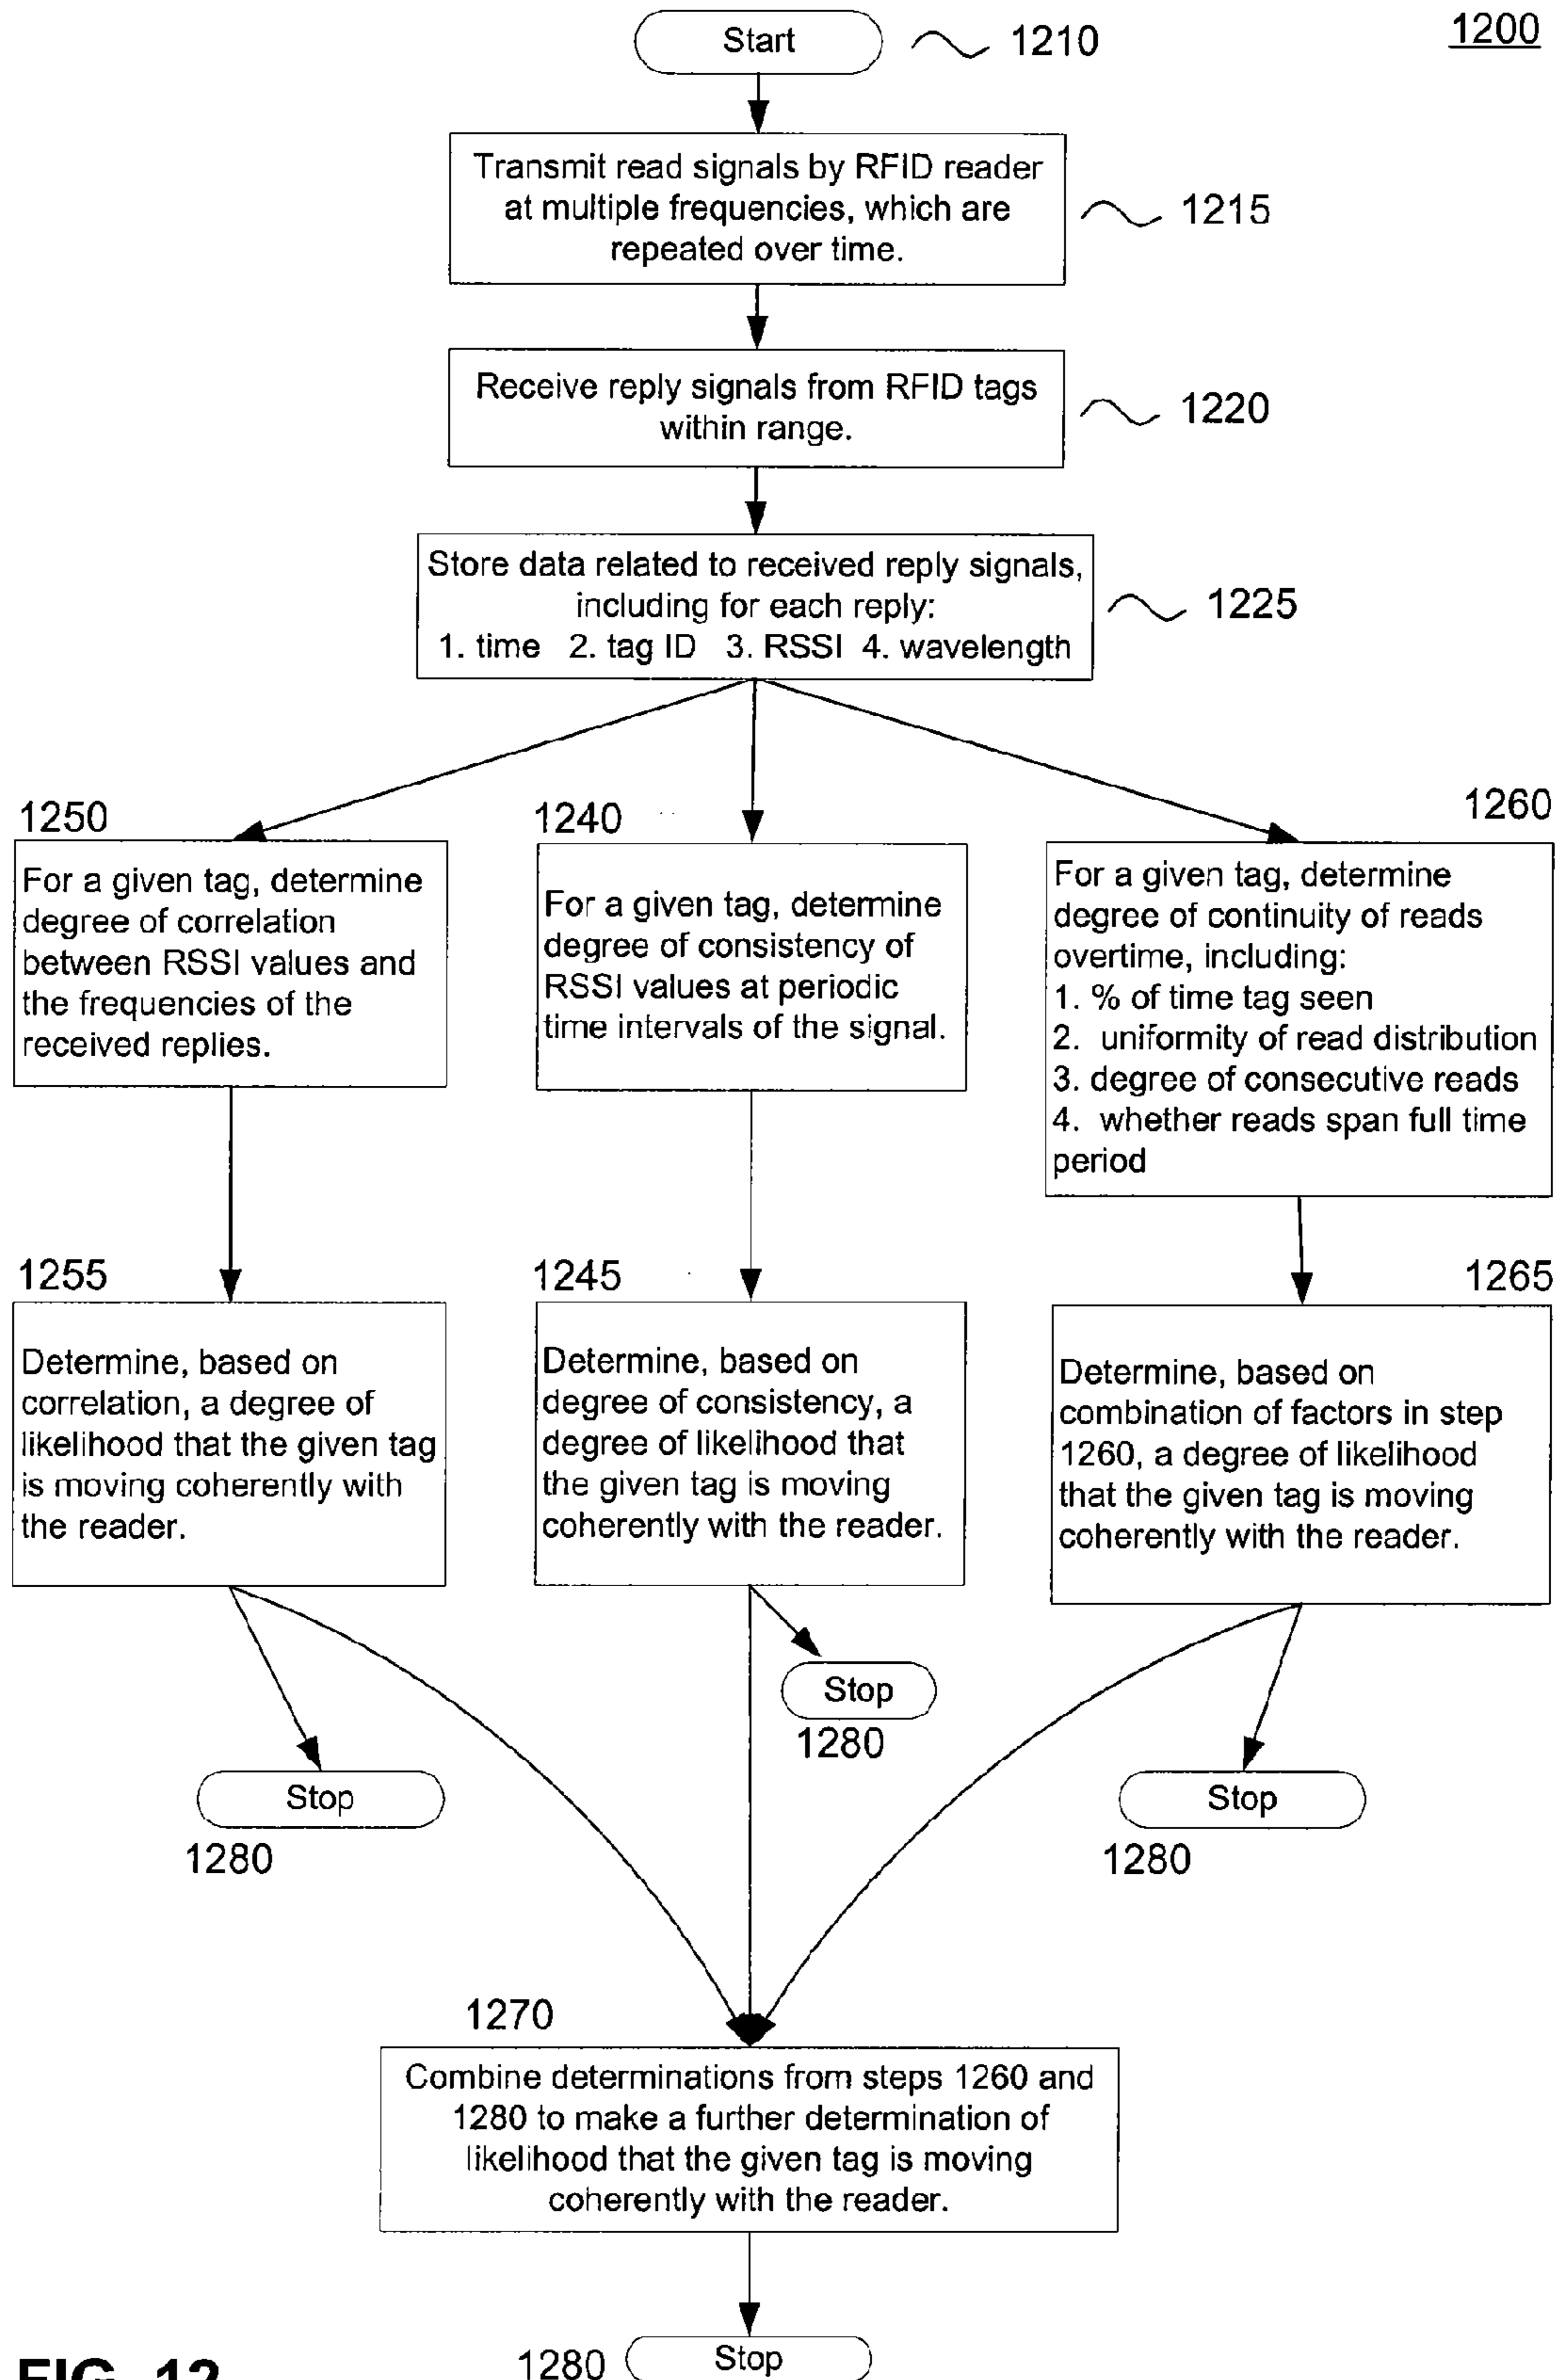 1200
Start
1210
Transmit read signals by RFID reader
at multiple frequencies, which are
repeated over time.
1215
Receive reply signals from RFID tags
within range.
1220
Store data related to received reply signals,
including for each reply:
1. time 2. tag ID 3. RSSI 4. wavelength
1225
1250
For a given tag, determine
degree of correlation
between RSSI values and
the frequencies of the
received replies.
1240
For a given tag, determine
degree of consistency of
RSSI values at periodic
time intervals of the signal.
1260
For a given tag, determine
degree of continuity of reads
overtime, including:
1. % of time tag seen
2. uniformity of read distribution
3. degree of consecutive reads
4. whether reads span full time
period
1255
Determine, based on
correlation, a degree of
likelihood that the given tag
is moving coherently with
the reader.
1245
Determine, based on
degree of consistency, a
degree of likelihood that
the given tag is moving
coherently with the reader.
1265
Determine, based on
combination of factors in step
1260, a degree of likelihood
that the given tag is moving
coherently with the reader.
Stop
1280
Stop
1280
Stop
1280
1270
Combine determinations from steps 1260 and
1280 to make a further determination of
likelihood that the given tag is moving
coherently with the reader.
1280
Stop
FIG. 12